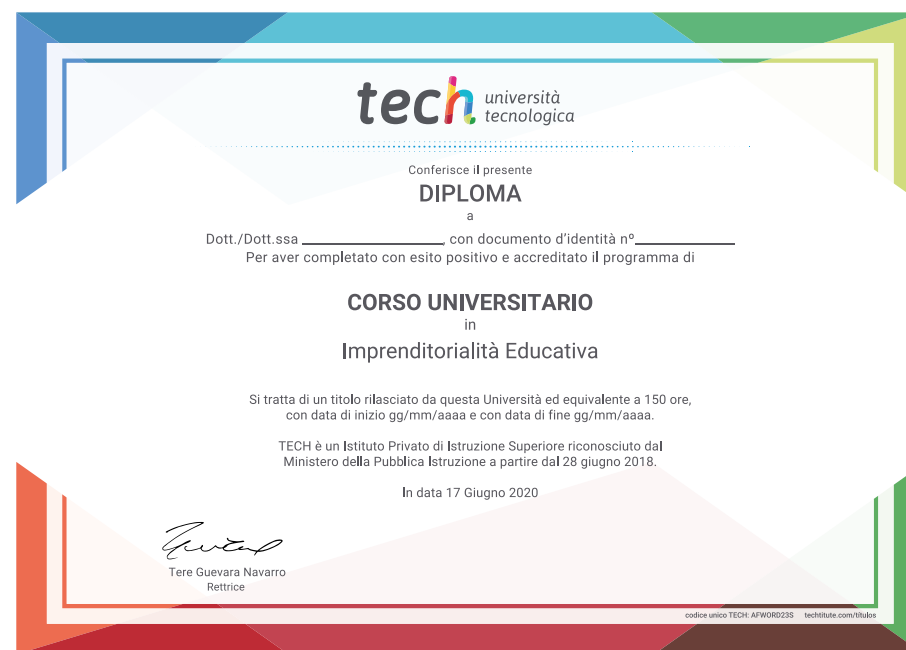 tech università
tecnologica
Conferisce il presente
DIPLOMA
a
Dott./Dott.ssa ____________________, con documento d'identità nº______________
Per aver completato con esito positivo e accreditato il programma di
CORSO UNIVERSITARIO
in
Imprenditorialità Educativa
Si tratta di un titolo rilasciato da questa Università ed equivalente a 150 ore,
con data di inizio gg/mm/aaaa e con data di fine gg/mm/aaaa.
TECH è un Istituto Privato di Istruzione Superiore riconosciuto dal
Ministero della Pubblica Istruzione a partire dal 28 giugno 2018.
In data 17 Giugno 2020
Tere Guevara Navarro
Rettrice
codice unico TECH: AFWORD23S techtitute.com/títulos